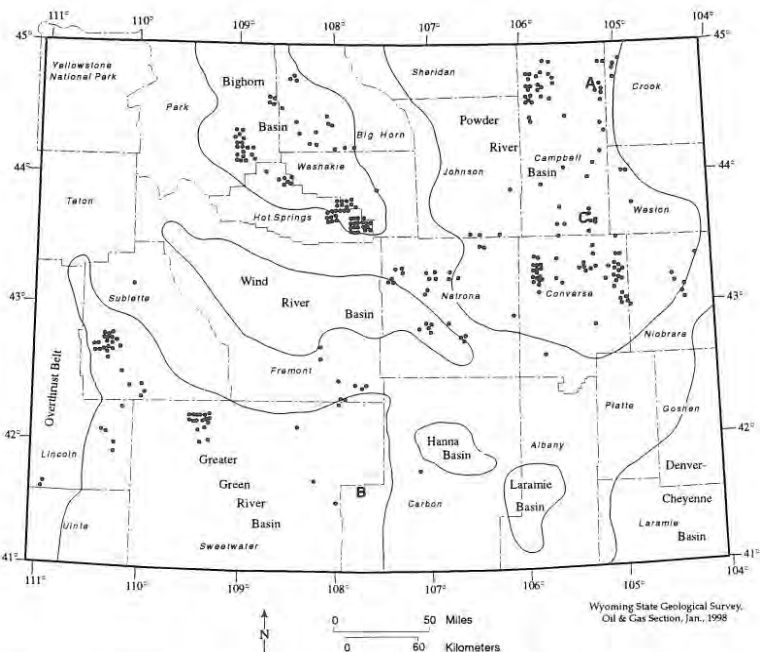 110° 109° 108° 107° 106° 105°
45° 111° 104° 45°
Yellowstone
National Park
Sheridan
Bighorn
A
Crook
Park
Powder
Basin
Big Horn
River
44° 44°
Washakie
Campbell
Basin
Johnson
Teton
Hot Springs
C
Weston
Wind
43° 43°
Sublette
River
Natrona
Converse
Basin
Niobrara
Overthrust Belt
Fremont
Platte
Goshen
42° 42°
Hanna
Basin
Albany
Lincoln
Greater
Denver-
Green
B
Laramie
Basin
Cheyenne
River
Carbon
Uinta
Basin
Laramie
Basin
Sweetwater
41° 41°
111° 110° 109° 108° 107° 106° 105° 104°
Wyoming State Geological Survey,
Oil & Gas Section, Jan., 1998
0 50 Miles
N
0 60 Kilometers